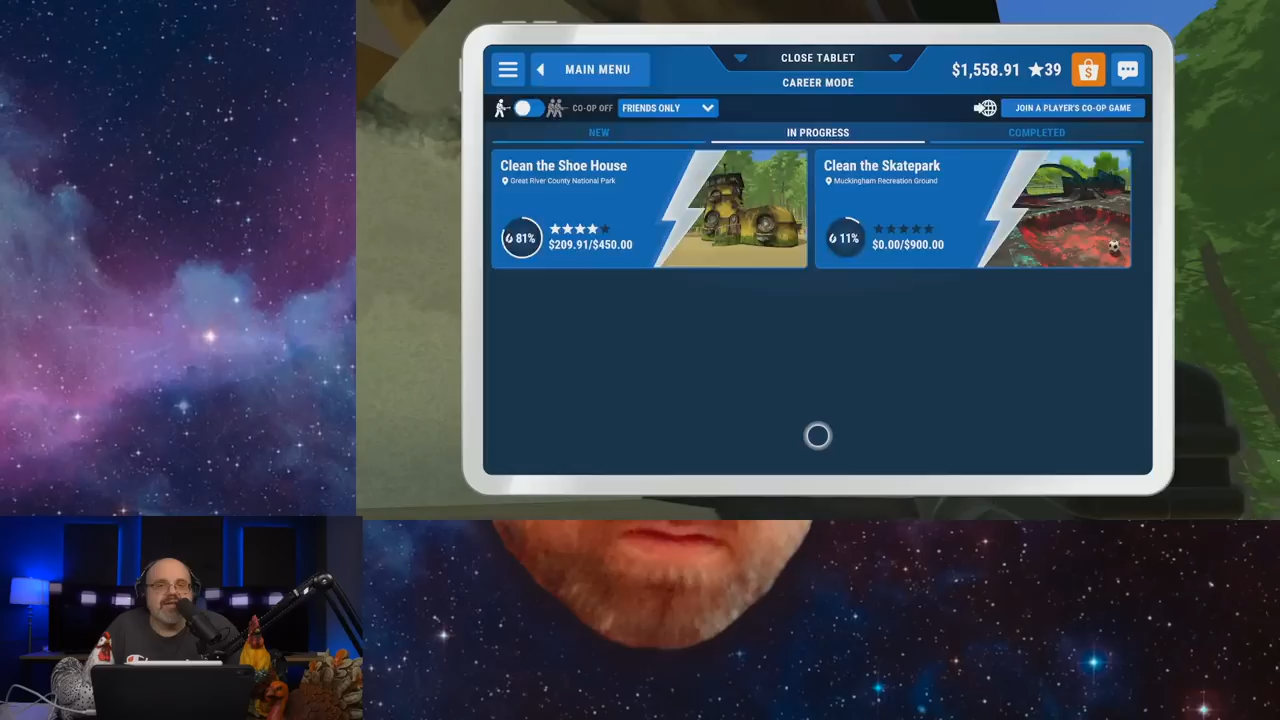 CLOSE TABLET
MAIN MENU
$1,558.91 ★39
CAREER MODE
CO-OP OFF
FRIENDS ONLY
JOIN A PLAYER'S CO-OP GAME
NEW
IN PROGRESS
COMPLETED
Clean the Shoe House
Great River County National Park
81%
$209.91/$450.00
Clean the Skatepark
Muckingham Recreation Ground
11%
$0.00/$900.00